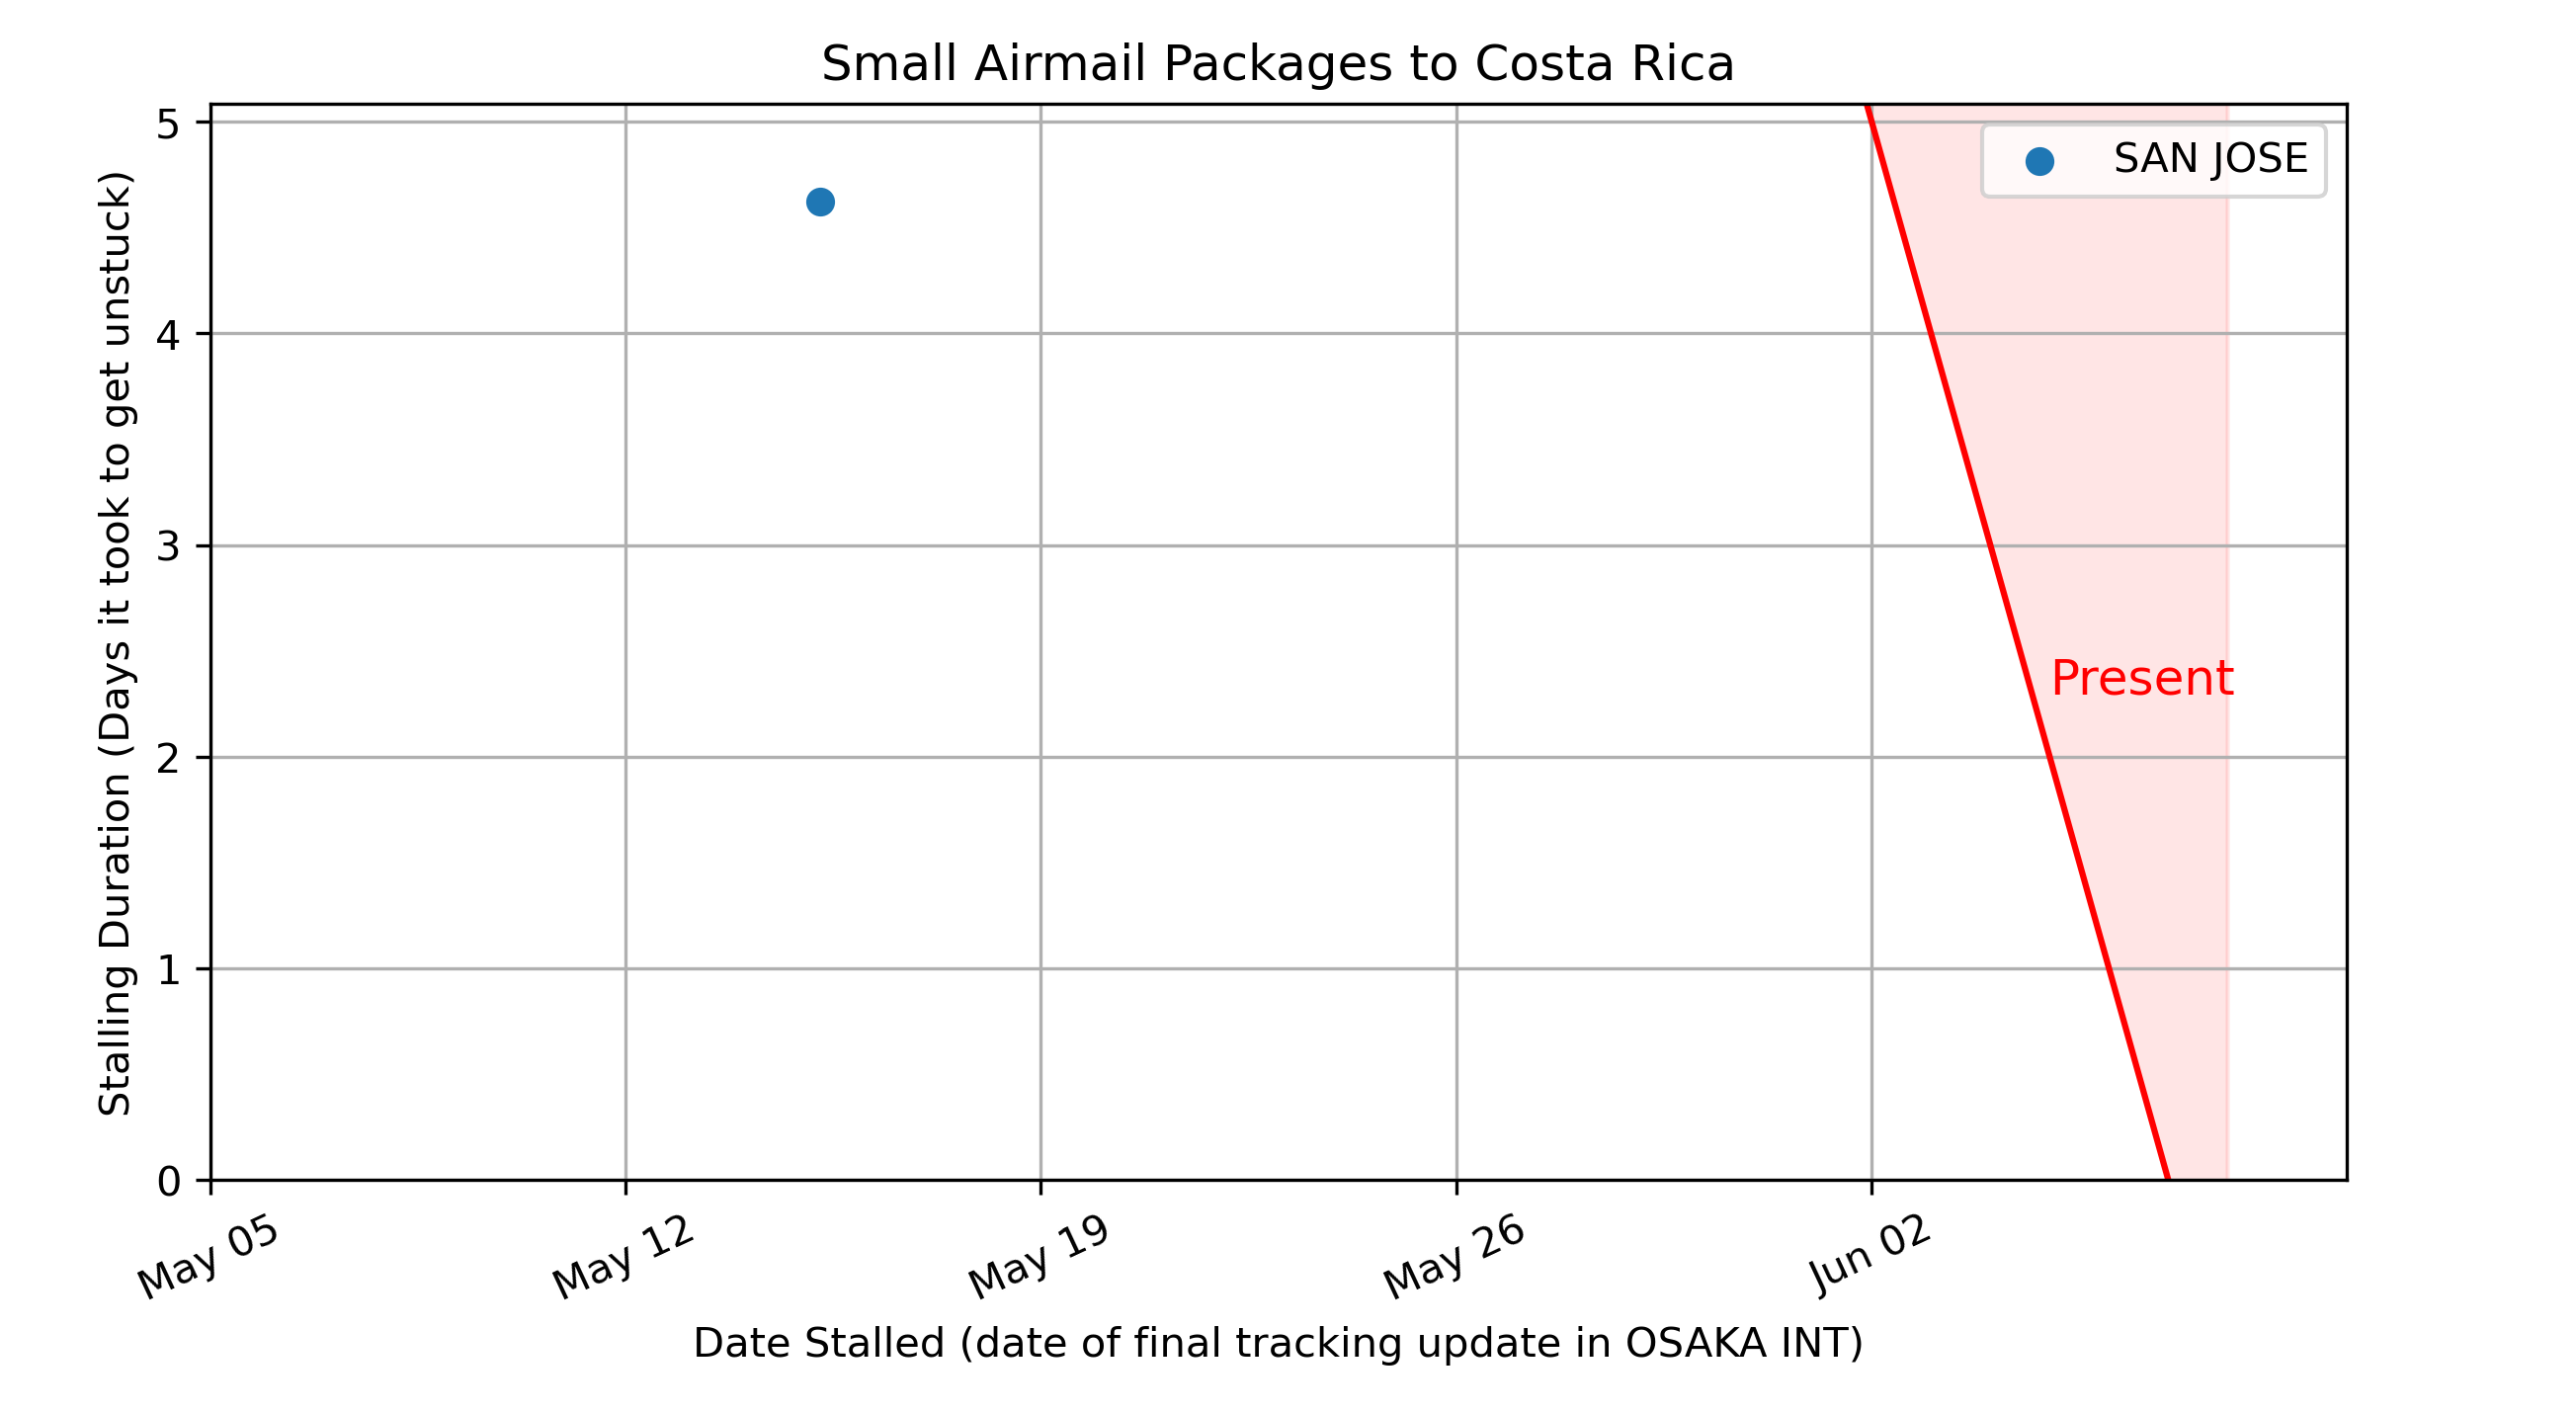 Small Airmail Packages to Costa Rica
SAN JOSE
Present
Stalling Duration (Days it took to get unstuck)
5
4
3
2
1
0
May 05
May 12
May 19
May 26
Jun 02
Date Stalled (date of final tracking update in OSAKA INT)